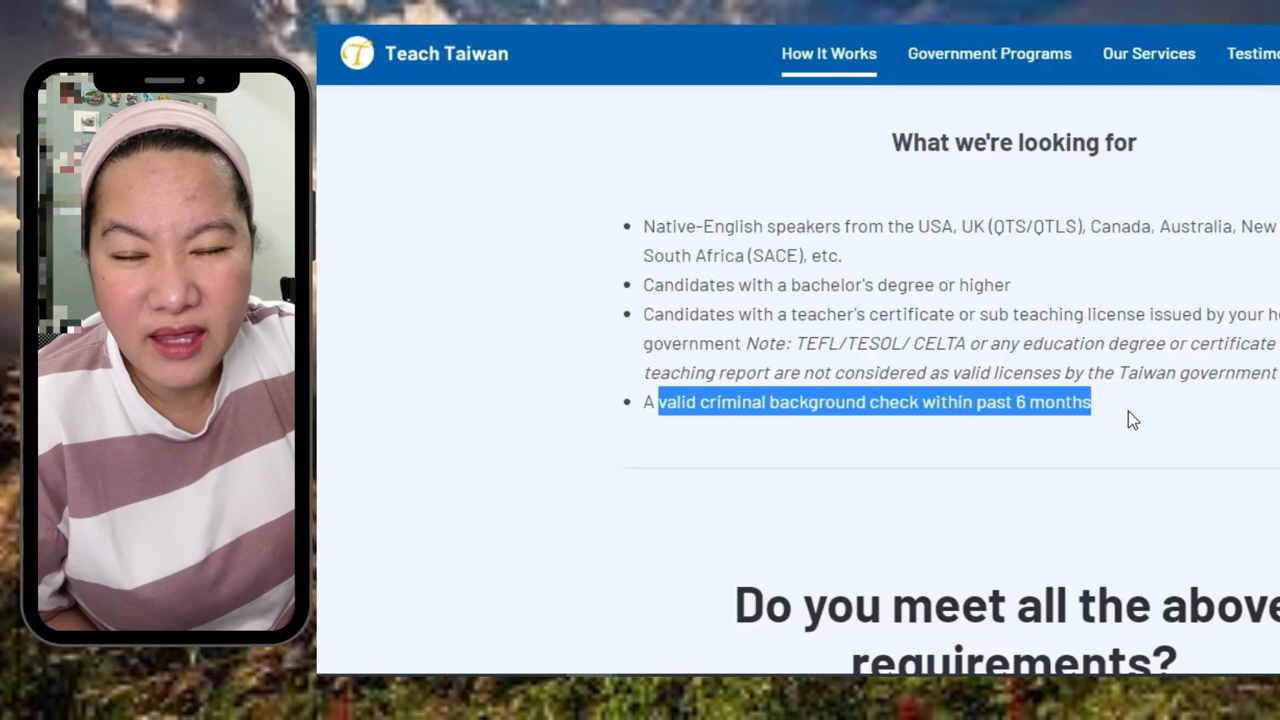 Teach Taiwan
How It Works
Government Programs
Our Services
What we're looking for
Native-English speakers from the USA, UK (QTS/QTLS), Canada, Australia, New
South Africa (SACE), etc.
Candidates with a bachelor's degree or higher
Candidates with a teacher's certificate or sub teaching license issued by your
government Note: TEFL/TESOL/ CELTA or any education degree or certificate
teaching report are not considered as valid licenses by the Taiwan government
A valid criminal background check within past 6 months
Do you meet all the above
requirements?